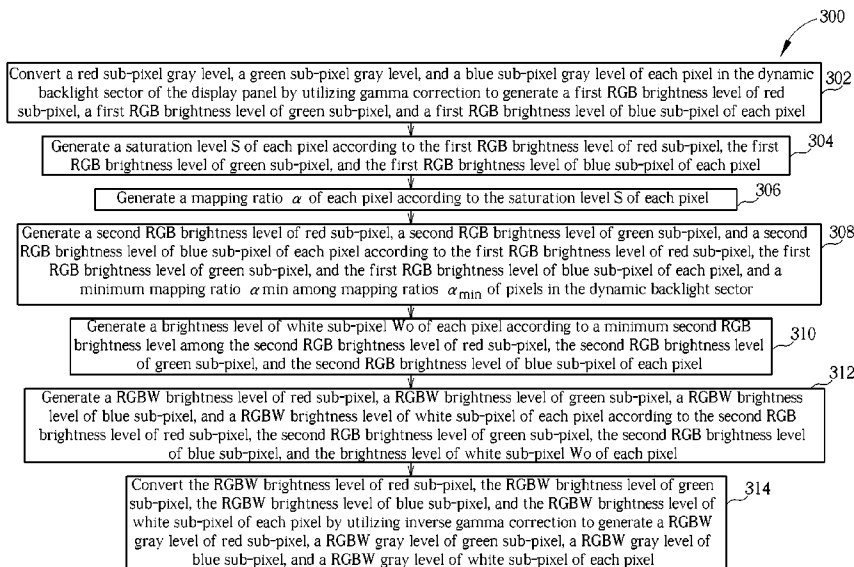 300
Convert a red sub-pixel gray level, a green sub-pixel gray level, and a blue sub-pixel gray level of each pixel in the dynamic
backlight sector of the display panel by utilizing gamma correction to generate a first RGB brightness level of red
sub-pixel, a first RGB brightness level of green sub-pixel, and a first RGB brightness level of blue sub-pixel of each pixel
302
Generate a saturation level S of each pixel according to the first RGB brightness level of red sub-pixel, the first
RGB brightness level of green sub-pixel, and the first RGB brightness level of blue sub-pixel of each pixel
304
Generate a mapping ratio α of each pixel according to the saturation level S of each pixel
306
Generate a second RGB brightness level of red sub-pixel, a second RGB brightness level of green sub-pixel, and a second
RGB brightness level of blue sub-pixel of each pixel according to the first RGB brightness level of red sub-pixel, the first
RGB brightness level of green sub-pixel, and the first RGB brightness level of blue sub-pixel of each pixel, and a
minimum mapping ratio α min among mapping ratios α min of pixels in the dynamic backlight sector
308
Generate a brightness level of white sub-pixel Wo of each pixel according to a minimum second RGB
brightness level among the second RGB brightness level of red sub-pixel, the second RGB brightness level
of green sub-pixel, and the second RGB brightness level of blue sub-pixel of each pixel
310
Generate a RGBW brightness level of red sub-pixel, a RGBW brightness level of green sub-pixel, a RGBW brightness
level of blue sub-pixel, and a RGBW brightness level of white sub-pixel of each pixel according to the second RGB
brightness level of red sub-pixel, the second RGB brightness level of green sub-pixel, the second RGB brightness level
of blue sub-pixel, and the brightness level of white sub-pixel Wo of each pixel
312
Convert the RGBW brightness level of red sub-pixel, the RGBW brightness level of green
sub-pixel, the RGBW brightness level of blue sub-pixel, and the RGBW brightness level of
white sub-pixel of each pixel by utilizing inverse gamma correction to generate a RGBW
gray level of red sub-pixel, a RGBW gray level of green sub-pixel, a RGBW gray level of
blue sub-pixel, and a RGBW gray level of white sub-pixel of each pixel
314